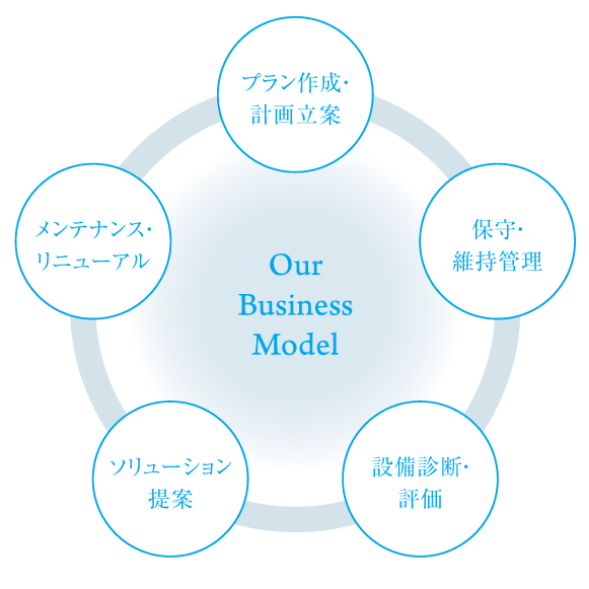 プラン作成・
計画立案
メンテナンス・
リニューアル
保守・
維持管理
Our
Business
Model
ソリューション
提案
設備診断・
評価